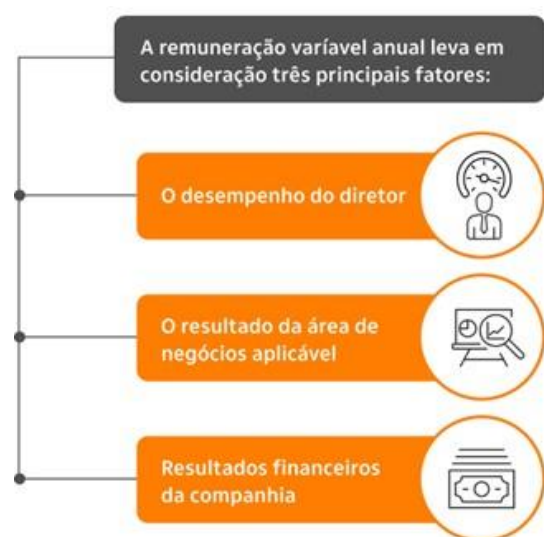 A remuneração varíavel anual leva em
consideração três principais fatores:
O desempenho do diretor
O resultado da área de
negócios aplicável
Resultados financeiros
da companhia